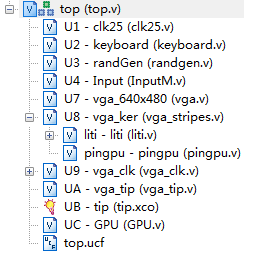 top (top.v)
U1 - clk25 (clk25.v)
U2 - keyboard (keyboard.v)
U3 - randGen (randgen.v)
U4 - Input (InputM.v)
U7 - vga_640x480 (vga.v)
U8 - vga_ker (vga_stripes.v)
liti - liti (liti.v)
pingpu - pingpu (pingpu.v)
U9 - vga_clk (vga_clk.v)
UA - vga_tip (vga_tip.v)
UB - tip (tip.xco)
UC - GPU (GPU.v)
top.ucf